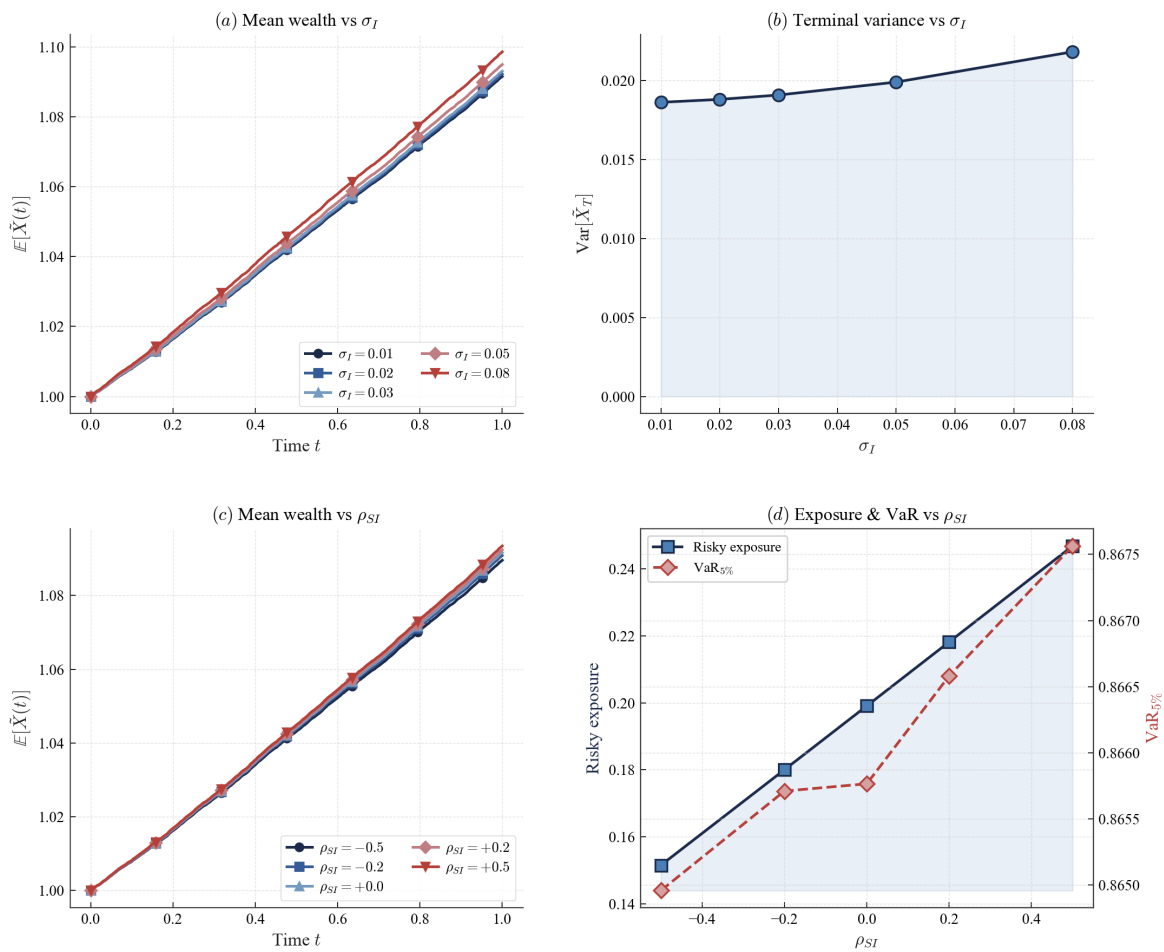 (a) Mean wealth vs σ_I
1.10
1.08
1.06
1.04
1.02
1.00
𝔼[X̃(t)]
σ_I = 0.01
σ_I = 0.02
σ_I = 0.03
σ_I = 0.05
σ_I = 0.08
0.0 0.2 0.4 0.6 0.8 1.0
Time t
(b) Terminal variance vs σ_I
0.020
0.015
0.010
0.005
0.000
Var[X̃_T]
0.01 0.02 0.03 0.04 0.05 0.06 0.07 0.08
σ_I
(c) Mean wealth vs ρ_SI
1.08
1.06
1.04
1.02
1.00
𝔼[X̃(t)]
ρ_SI = −0.5
ρ_SI = −0.2
ρ_SI = +0.0
ρ_SI = +0.2
ρ_SI = +0.5
0.0 0.2 0.4 0.6 0.8 1.0
Time t
(d) Exposure & VaR vs ρ_SI
Risky exposure
VaR_5%
0.24
0.22
0.20
0.18
0.16
0.14
Risky exposure
0.8675
0.8670
0.8665
0.8660
0.8655
0.8650
VaR_5%
−0.4 −0.2 0.0 0.2 0.4
ρ_SI